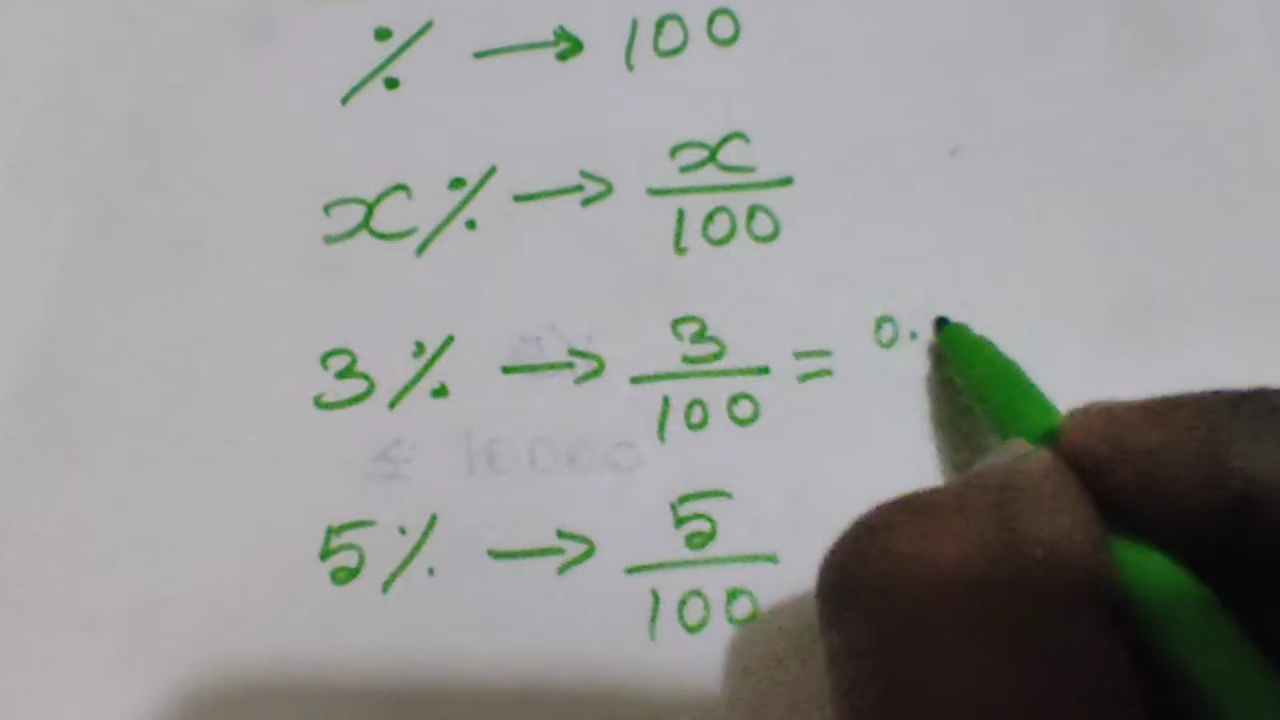 % → 100
x% → x/100
3% → 3/100 = 0.
5% → 5/100